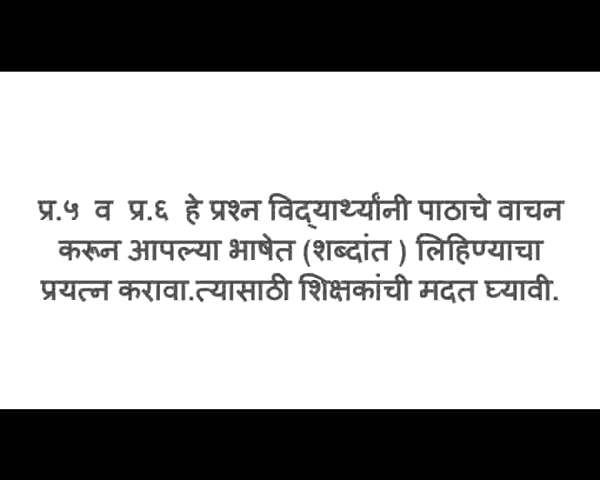 प्र.५ व प्र.६ हे प्रश्न विद्यार्थ्यांनी पाठाचे वाचन
करून आपल्या भाषेत (शब्दांत ) लिहिण्याचा
प्रयत्न करावा.त्यासाठी शिक्षकांची मदत घ्यावी.